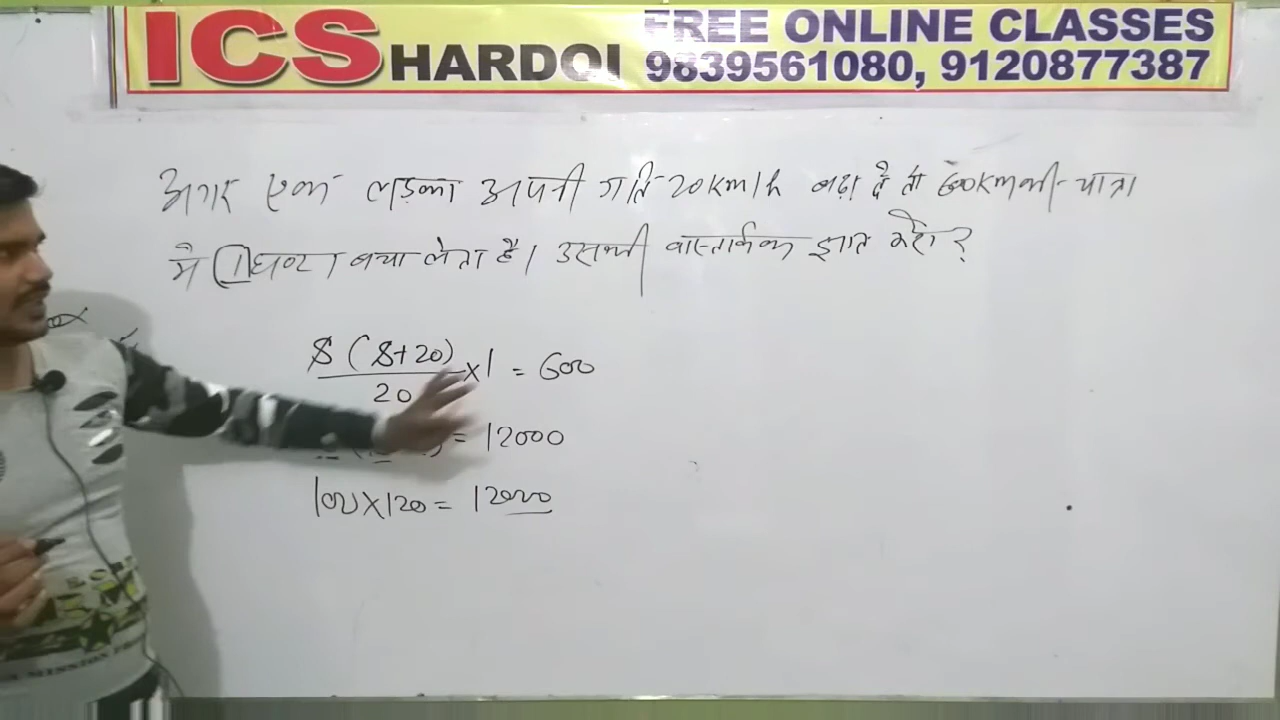 ICS HARDOI FREE ONLINE CLASSES
9839561080, 9120877387
अगर एक लड़का अपनी गति 20km/h बढ़ा दे तो 600km की यात्रा
में 1 घण्टा बचा लेता है। उसकी वास्तविक ज्ञात करो?
S (S+20)/20 × 1 = 600
= 12000
100×120 = 12000